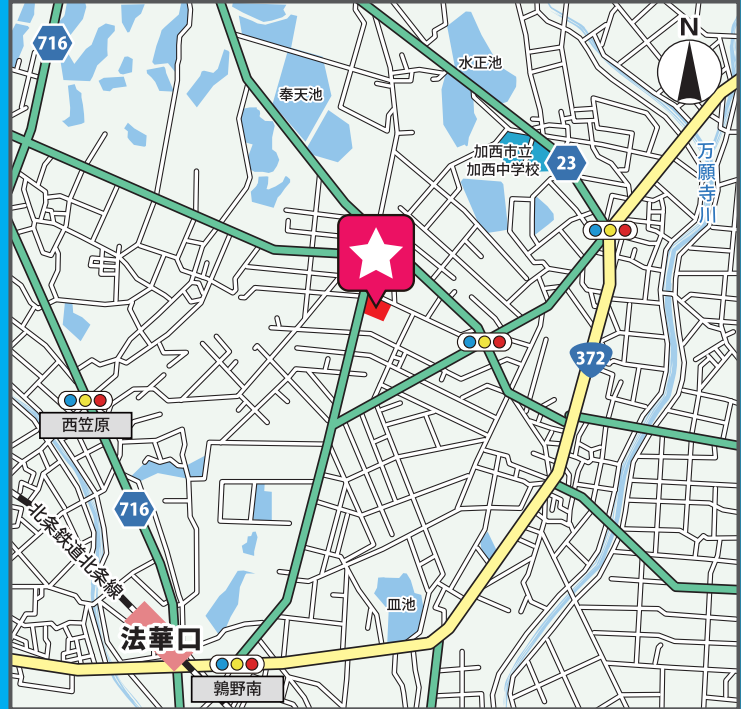 N
716
水正池
奉天池
加西市立
加西中学校
23
万願寺川
372
西笠原
716
北条鉄道北条線
皿池
法華口
鶉野南